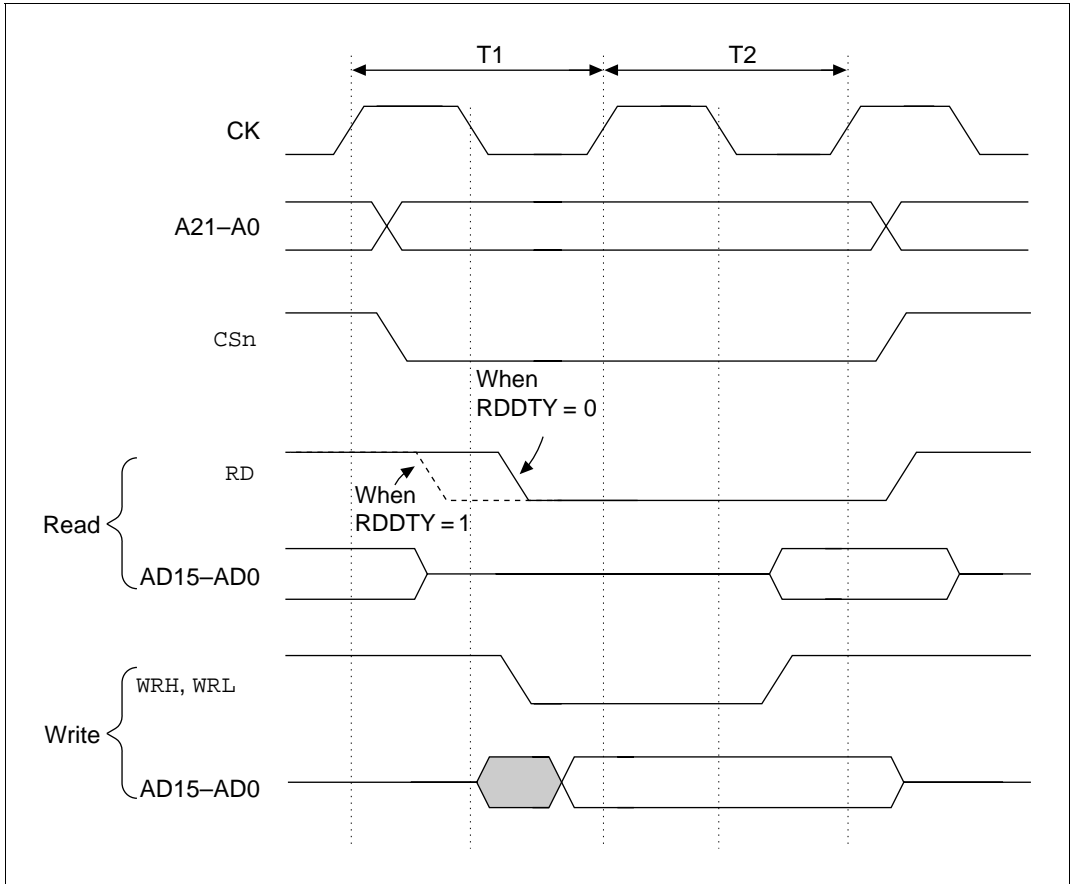 T1 T2
CK
A21–A0
CSn
When
RDDTY = 0
RD
When
RDDTY = 1
Read
AD15–AD0
WRH, WRL
Write
AD15–AD0